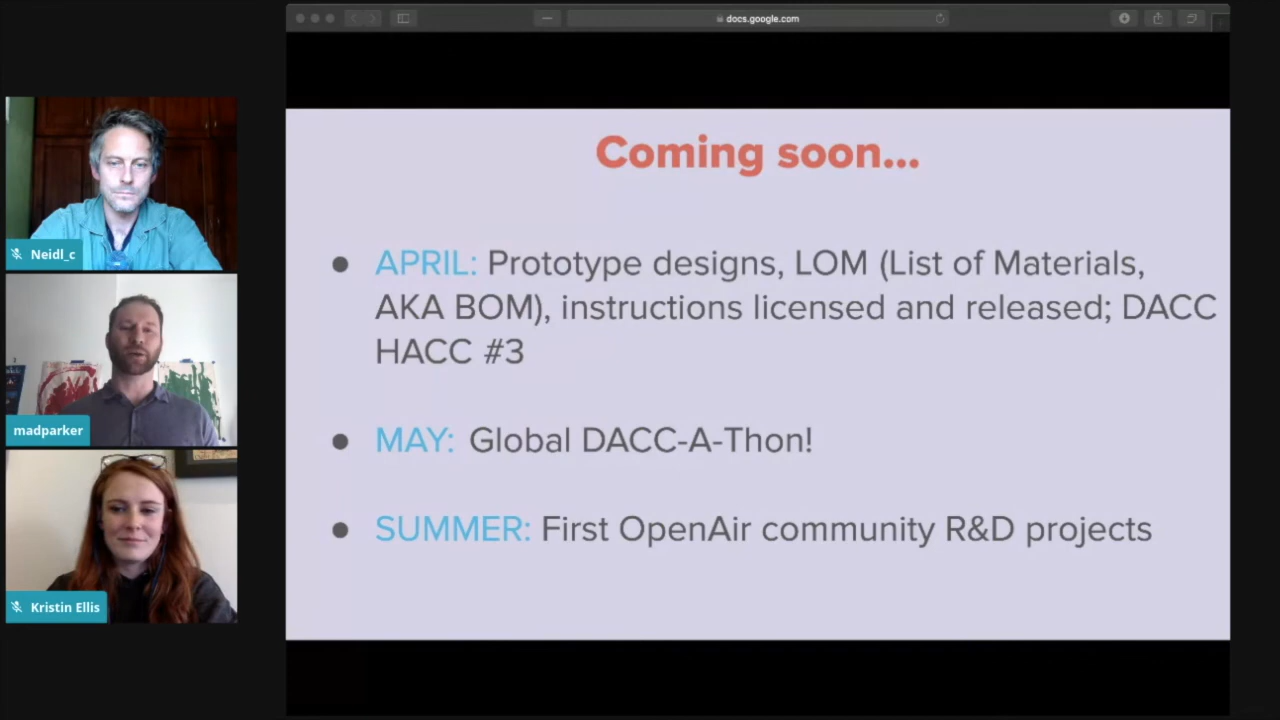 docs.google.com
Coming soon...
APRIL: Prototype designs, LOM (List of Materials,
AKA BOM), instructions licensed and released; DACC
HACC #3
MAY: Global DACC-A-Thon!
SUMMER: First OpenAir community R&D projects
Neidl_c
madparker
Kristin Ellis